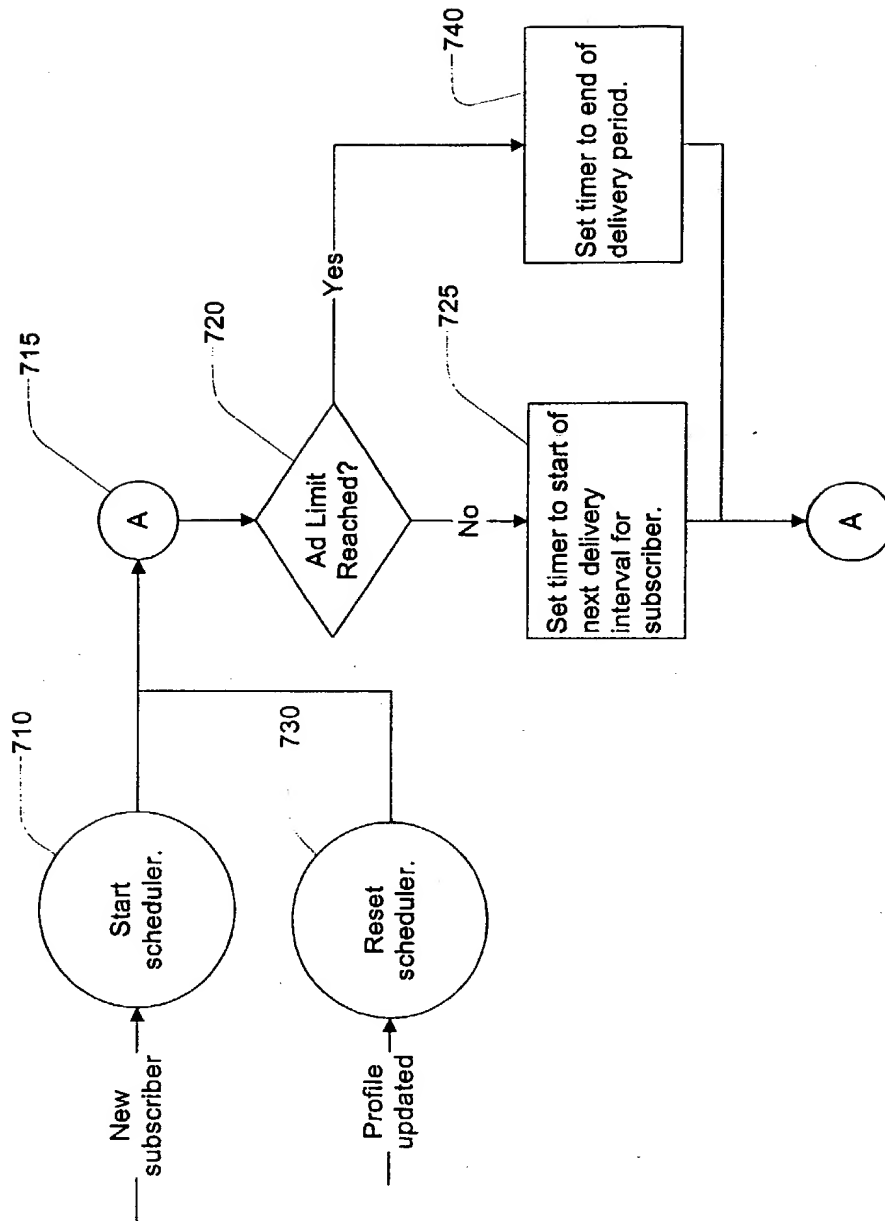 New
subscriber
Start
scheduler.
710
Profile
updated
Reset
scheduler.
730
A
715
Ad Limit
Reached?
720
Yes
No
Set timer to start of
next delivery
interval for
subscriber.
725
Set timer to end of
delivery period.
740
A